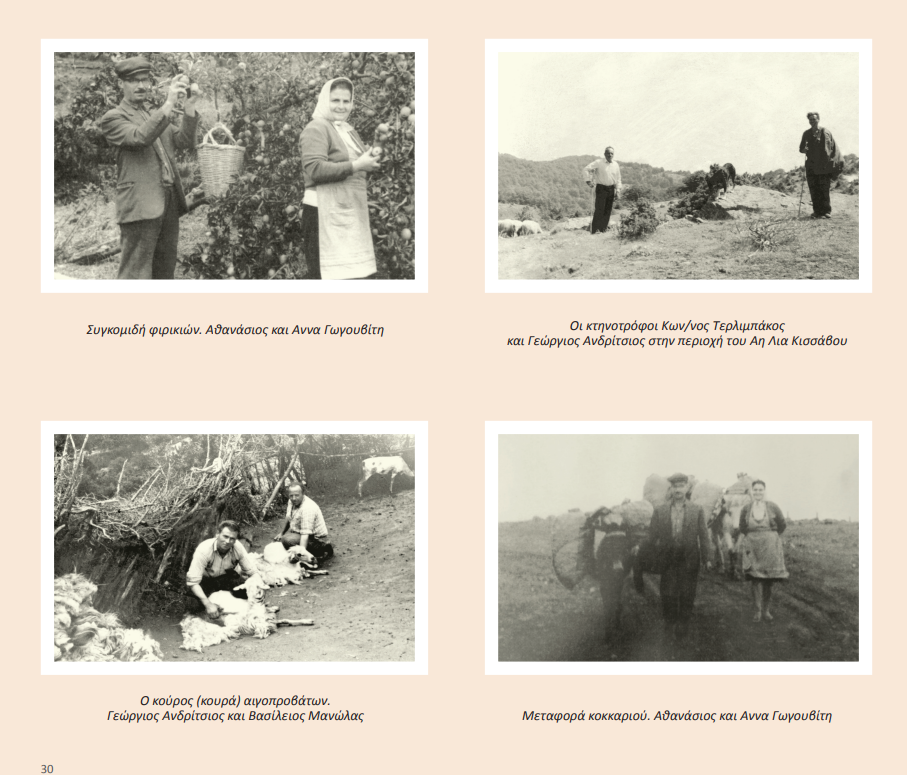 Συγκομιδή φιρικιών. Αθανάσιος και Αννα Γωγουβίτη
Οι κτηνοτρόφοι Κων/νος Τερλιμπάκος
και Γεώργιος Ανδρίτσιος στην περιοχή του Αη Λια Κισσάβου
Ο κούρος (κουρά) αιγοπροβάτων.
Γεώργιος Ανδρίτσιος και Βασίλειος Μανώλας
Μεταφορά κοκκαριού. Αθανάσιος και Αννα Γωγουβίτη
30